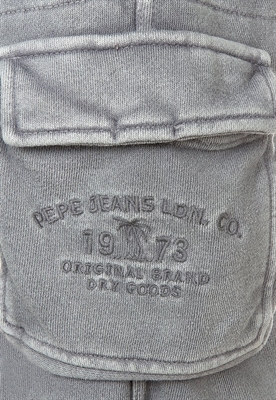 PEPE JEANS LDN. CO.
19 73
ORIGINAL BRAND
DRY GOODS